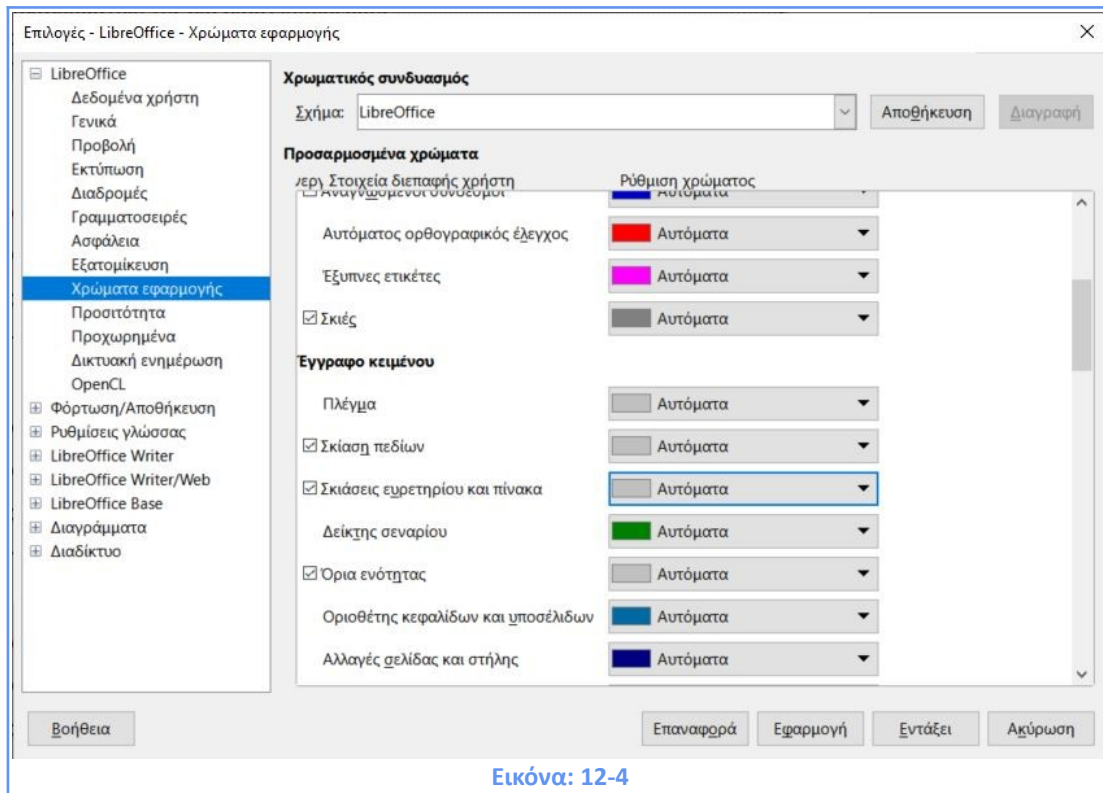 Επιλογές - LibreOffice - Χρώματα εφαρμογής
LibreOffice
Δεδομένα χρήστη
Γενικά
Προβολή
Εκτύπωση
Διαδρομές
Γραμματοσειρές
Ασφάλεια
Εξατομίκευση
Χρώματα εφαρμογής
Προσιτότητα
Προχωρημένα
Δικτυακή ενημέρωση
OpenCL
Φόρτωση/Αποθήκευση
Ρυθμίσεις γλώσσας
LibreOffice Writer
LibreOffice Writer/Web
LibreOffice Base
Διαγράμματα
Διαδίκτυο
Χρωματικός συνδυασμός
Σχήμα: LibreOffice Αποθήκευση Διαγραφή
Προσαρμοσμένα χρώματα
Στοιχεία διεπαφής χρήστη Ρύθμιση χρώματος
Αναγνωσμένοι σύνδεσμοι Αυτόματα
Αυτόματος ορθογραφικός έλεγχος Αυτόματα
Έξυπνες ετικέτες Αυτόματα
Σκιές Αυτόματα
Έγγραφο κειμένου
Πλέγμα Αυτόματα
Σκίαση πεδίων Αυτόματα
Σκιάσεις ευρετηρίου και πίνακα Αυτόματα
Δείκτης σεναρίου Αυτόματα
Όρια ενότητας Αυτόματα
Οριοθέτης κεφαλίδων και υποσέλιδων Αυτόματα
Αλλαγές σελίδας και στήλης Αυτόματα
Βοήθεια Επαναφορά Εφαρμογή Εντάξει Ακύρωση
Εικόνα: 12-4